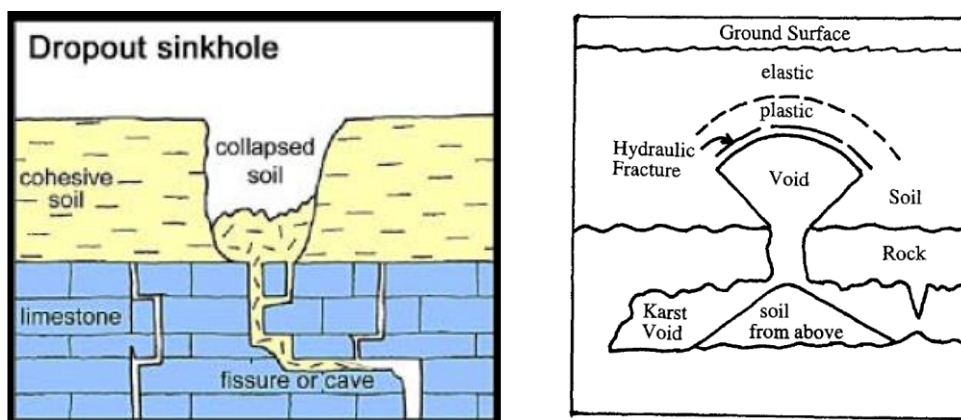 Dropout sinkhole
collapsed
soil
cohesive
soil
limestone
fissure or cave
Ground Surface
elastic
plastic
Hydraulic
Fracture
Void
Soil
Rock
Karst
Void
soil
from above